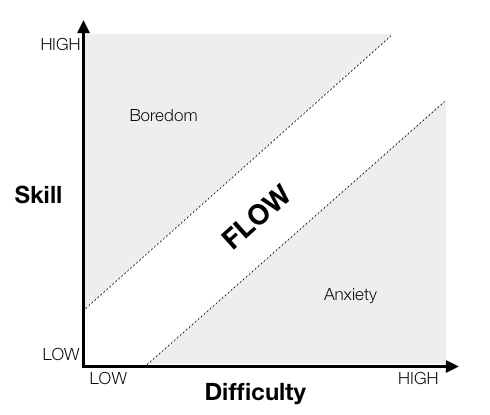 HIGH
Boredom
Skill
FLOW
Anxiety
LOW
LOW
HIGH
Difficulty